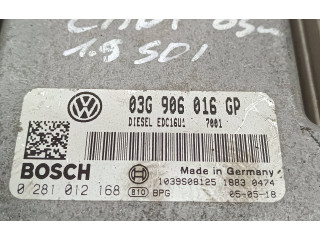 CADDY 05->
1.9 SDI
03G 906 016 GP
DIESEL EDC16U1 7001
BOSCH
Made in Germany
1039S08125 1883 0474
0 281 012 168
810 BPG
05-05-18